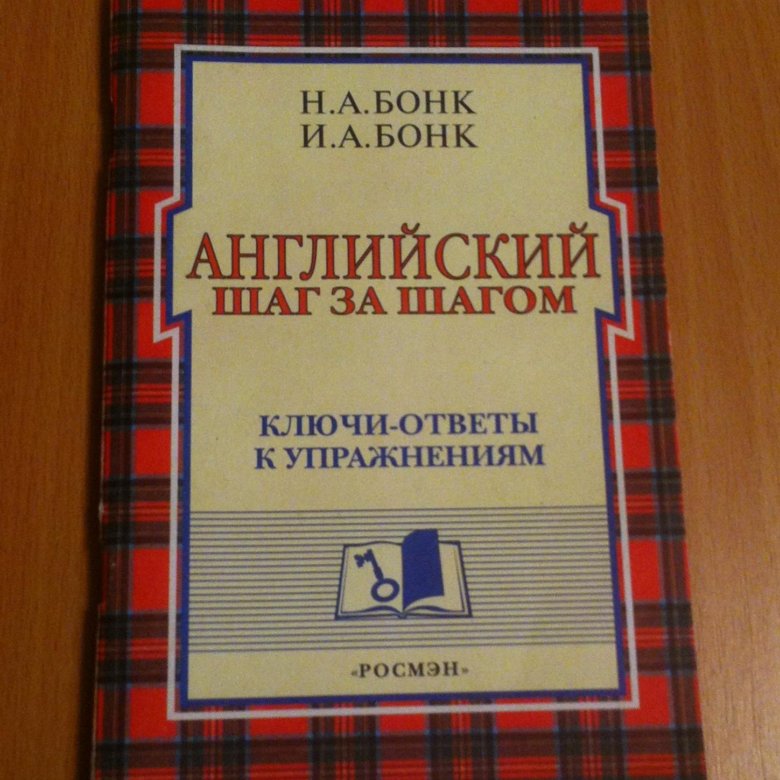 Н.А.БОНК
И.А.БОНК
АНГЛИЙСКИЙ
ШАГ ЗА ШАГОМ
КЛЮЧИ-ОТВЕТЫ
К УПРАЖНЕНИЯМ
«РОСМЭН»